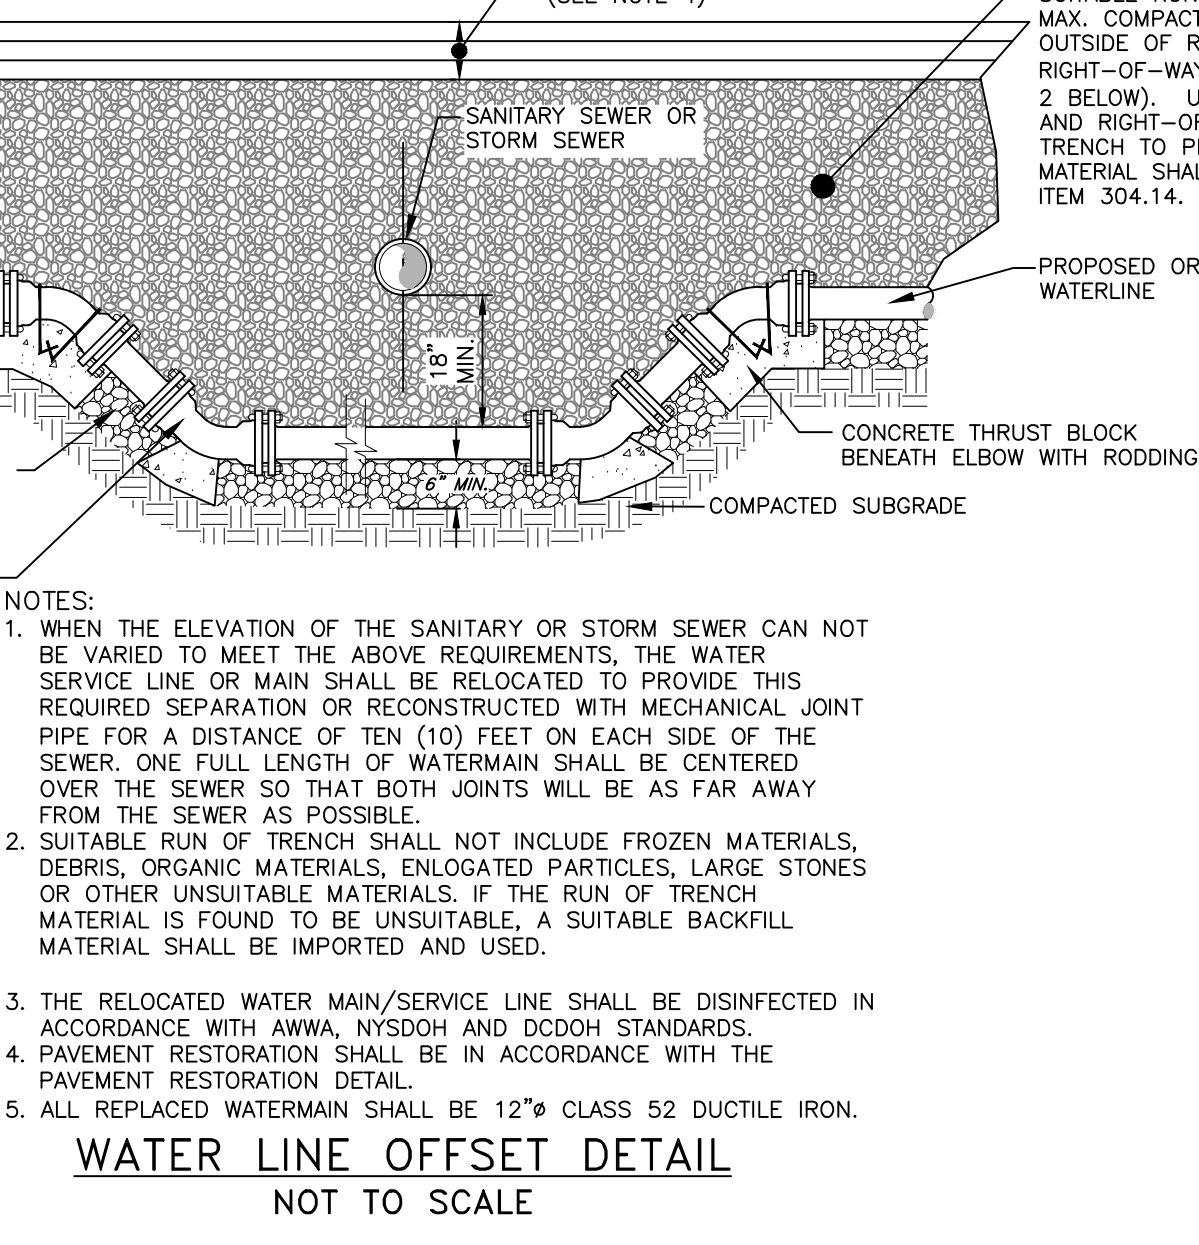 (SEE NOTE 4)
MAX. COMPACT
OUTSIDE OF R
RIGHT-OF-WAY
2 BELOW). U
AND RIGHT-OF
TRENCH TO P
MATERIAL SHAL
ITEM 304.14.
SANITARY SEWER OR
STORM SEWER
PROPOSED OR
WATERLINE
18"
MIN.
CONCRETE THRUST BLOCK
BENEATH ELBOW WITH RODDING
6" MIN.
COMPACTED SUBGRADE
NOTES:
1. WHEN THE ELEVATION OF THE SANITARY OR STORM SEWER CAN NOT
BE VARIED TO MEET THE ABOVE REQUIREMENTS, THE WATER
SERVICE LINE OR MAIN SHALL BE RELOCATED TO PROVIDE THIS
REQUIRED SEPARATION OR RECONSTRUCTED WITH MECHANICAL JOINT
PIPE FOR A DISTANCE OF TEN (10) FEET ON EACH SIDE OF THE
SEWER. ONE FULL LENGTH OF WATERMAIN SHALL BE CENTERED
OVER THE SEWER SO THAT BOTH JOINTS WILL BE AS FAR AWAY
FROM THE SEWER AS POSSIBLE.
2. SUITABLE RUN OF TRENCH SHALL NOT INCLUDE FROZEN MATERIALS,
DEBRIS, ORGANIC MATERIALS, ENLOGATED PARTICLES, LARGE STONES
OR OTHER UNSUITABLE MATERIALS. IF THE RUN OF TRENCH
MATERIAL IS FOUND TO BE UNSUITABLE, A SUITABLE BACKFILL
MATERIAL SHALL BE IMPORTED AND USED.
3. THE RELOCATED WATER MAIN/SERVICE LINE SHALL BE DISINFECTED IN
ACCORDANCE WITH AWWA, NYSDOH AND DCDOH STANDARDS.
4. PAVEMENT RESTORATION SHALL BE IN ACCORDANCE WITH THE
PAVEMENT RESTORATION DETAIL.
5. ALL REPLACED WATERMAIN SHALL BE 12"ø CLASS 52 DUCTILE IRON.
WATER LINE OFFSET DETAIL
NOT TO SCALE